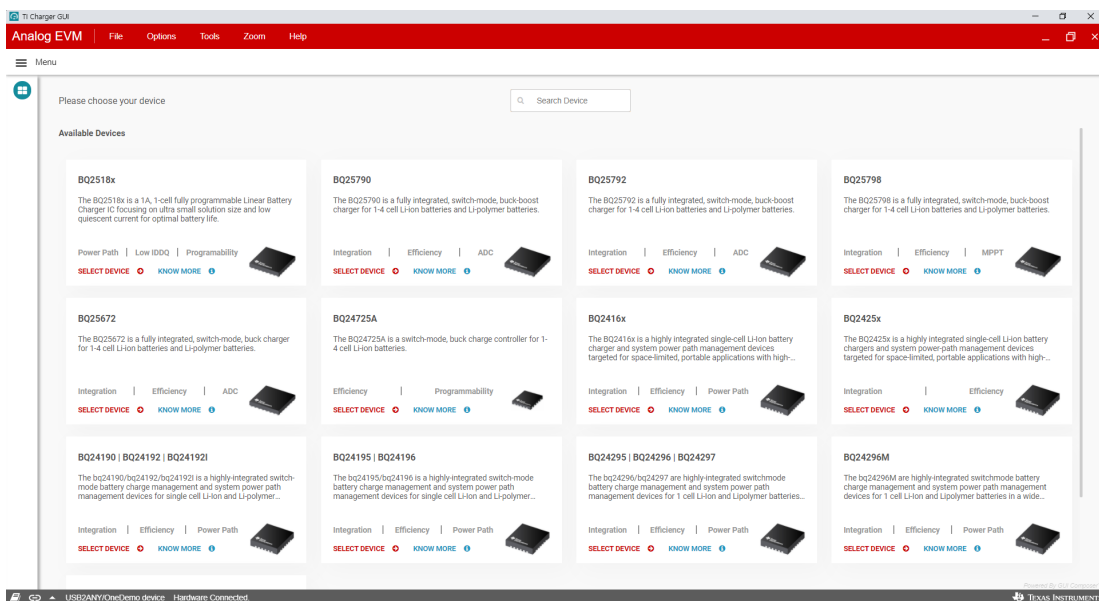 TI Charger GUI
Analog EVM File Options Tools Zoom Help
Menu
Please choose your device
Search Device
Available Devices
BQ2518x
The BQ2518x is a 1A, 1-cell fully programmable Linear Battery
Charger IC focusing on ultra small solution size and low
quiescent current for optimal battery life.
Power Path | Low IDDQ | Programability
SELECT DEVICE KNOW MORE
BQ25790
The BQ25790 is a fully integrated, switch-mode, buck-boost
charger for 1-4 cell Li-ion batteries and Li-polymer batteries.
Integration | Efficiency | ADC
SELECT DEVICE KNOW MORE
BQ25792
The BQ25792 is a fully integrated, switch-mode, buck-boost
charger for 1-4 cell Li-ion batteries and Li-polymer batteries.
Integration | Efficiency | ADC
SELECT DEVICE KNOW MORE
BQ25798
The BQ25798 is a fully integrated, switch-mode, buck-boost
charger for 1-4 cell Li-ion batteries and Li-polymer batteries.
Integration | Efficiency | MPPT
SELECT DEVICE KNOW MORE
BQ25672
The BQ25672 is a fully integrated, switch-mode, buck charger
for 1-4 cell Li-ion batteries and Li-polymer batteries.
Integration | Efficiency | ADC
SELECT DEVICE KNOW MORE
BQ24725A
The BQ24725A is a switch-mode, buck charge controller for 1-
4 cell Li-ion batteries.
Efficiency | Programmability
SELECT DEVICE KNOW MORE
BQ2416x
The BQ2416x is a highly integrated single-cell Li-Ion battery
charger and system power path management devices
targeted for space-limited, portable applications with high-...
Integration | Efficiency | Power Path
SELECT DEVICE KNOW MORE
BQ2425x
The BQ2425x is a highly integrated single-cell Li-Ion battery
chargers and system power-path management devices
targeted for space-limited, portable applications with high-...
Integration | Efficiency
SELECT DEVICE KNOW MORE
BQ24190 | BQ24192 | BQ24192I
The bq24190/bq24192/bq24192I is a highly-integrated switch-
mode battery charge management and system power path
management devices for single cell Li-Ion and Li-polymer...
Integration | Efficiency | Power Path
SELECT DEVICE KNOW MORE
BQ24195 | BQ24196
The bq24195/bq24196 is a highly-integrated switch-mode
battery charge management and system power path
management devices for single cell Li-Ion and Li-polymer...
Integration | Efficiency | Power Path
SELECT DEVICE KNOW MORE
BQ24295 | BQ24296 | BQ24297
The bq24296/bq24297 are highly-integrated switchmode
battery charge management and system power path
management devices for 1 cell Li-Ion and Lipolymer batteries...
Integration | Efficiency | Power Path
SELECT DEVICE KNOW MORE
BQ24296M
The bq24296M are highly-integrated switchmode battery
charge management and system power path management
devices for 1 cell Li-Ion and Lipolymer batteries in a wide...
Integration | Efficiency | Power Path
SELECT DEVICE KNOW MORE
Powered By GUI Composer
USB2ANY/OneDemo device Hardware Connected.
TEXAS INSTRUMENT